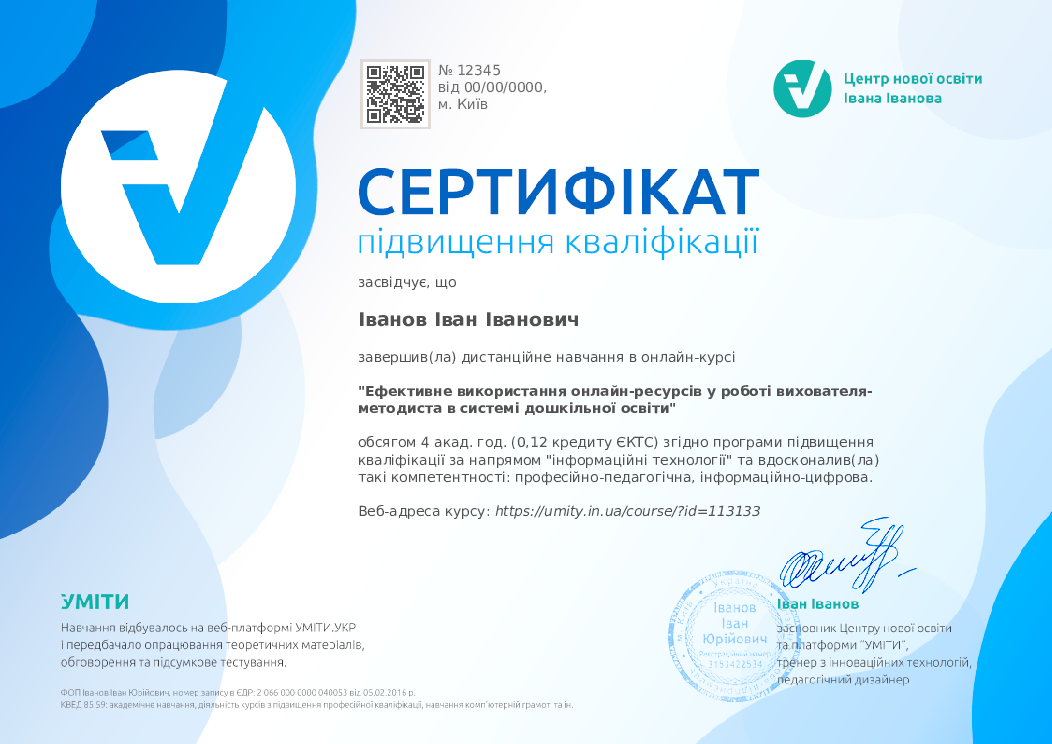 № 12345
від 00/00/0000,
м. Київ
Центр нової освіти
Івана Іванова
СЕРТИФІКАТ
підвищення кваліфікації
засвідчує, що
Іванов Іван Іванович
завершив(ла) дистанційне навчання в онлайн-курсі
"Ефективне використання онлайн-ресурсів у роботі вихователя-
методиста в системі дошкільної освіти"
обсягом 4 акад. год. (0,12 кредиту ЄКТС) згідно програми підвищення
кваліфікації за напрямом "інформаційні технології" та вдосконалив(ла)
такі компетентності: професійно-педагогічна, інформаційно-цифрова.
Веб-адреса курсу: https://umity.in.ua/course/?id=113133
УМІТИ
Навчання відбувалось на веб-платформі УМІТИ.УКР
і передбачало опрацювання теоретичних матеріалів,
обговорення та підсумкове тестування.
Україна
м. Київ
Іванов
Іван
Юрійович
Реєстраційний номер
3153422534
Іван Іванов
засновник Центру нової освіти
та платформи "УМІТИ",
тренер з інноваційних технологій,
педагогічний дизайнер
ФОП Іванов Іван Юрійович, номер запису в ЄДР: 2 066 000 0000 040053 від 05.02.2016 р.
КВЕД 85.59: академічне навчання, діяльність курсів з підвищення професійної кваліфікації, навчання комп'ютерній грамот та ін.